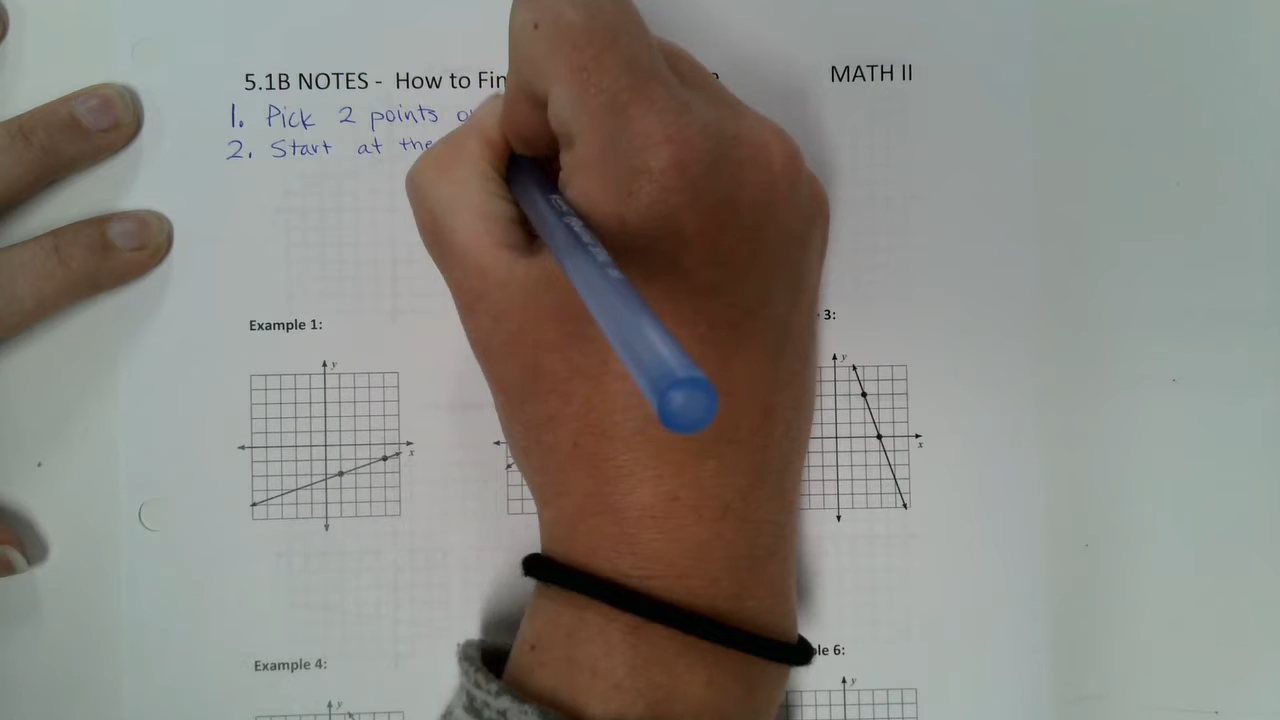 5.1B NOTES - How to Fin MATH II
1. Pick 2 points
2. Start at the
Example 1:
3:
y
x
y
x
Example 4:
le 6:
y
y